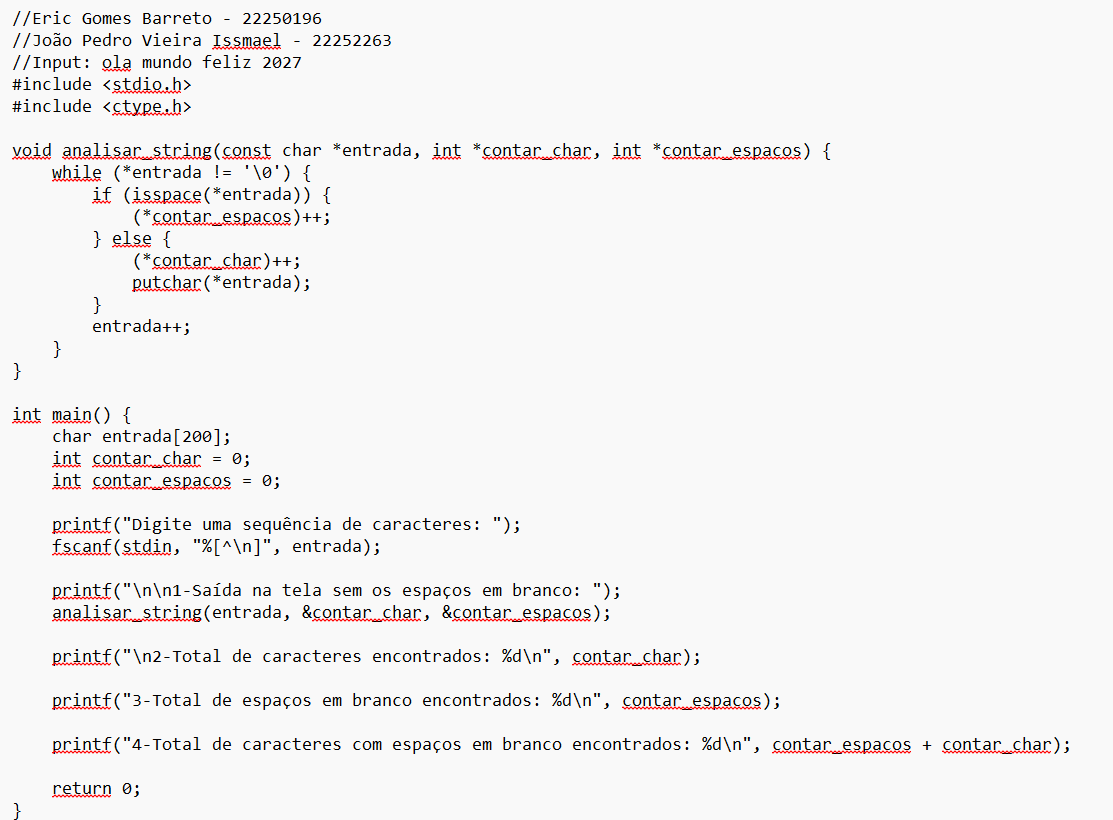 //Eric Gomes Barreto - 22250196
//João Pedro Vieira Issmael - 22252263
//Input: ola mundo feliz 2027
#include <stdio.h>
#include <ctype.h>

void analisar_string(const char *entrada, int *contar_char, int *contar_espacos) {
    while (*entrada != '\0') {
        if (isspace(*entrada)) {
            (*contar_espacos)++;
        } else {
            (*contar_char)++;
            putchar(*entrada);
        }
        entrada++;
    }
}

int main() {
    char entrada[200];
    int contar_char = 0;
    int contar_espacos = 0;

    printf("Digite uma sequência de caracteres: ");
    fscanf(stdin, "%[^\n]", entrada);

    printf("\n\n1-Saída na tela sem os espaços em branco: ");
    analisar_string(entrada, &contar_char, &contar_espacos);

    printf("\n2-Total de caracteres encontrados: %d\n", contar_char);

    printf("3-Total de espaços em branco encontrados: %d\n", contar_espacos);

    printf("4-Total de caracteres com espaços em branco encontrados: %d\n", contar_espacos + contar_char);

    return 0;
}